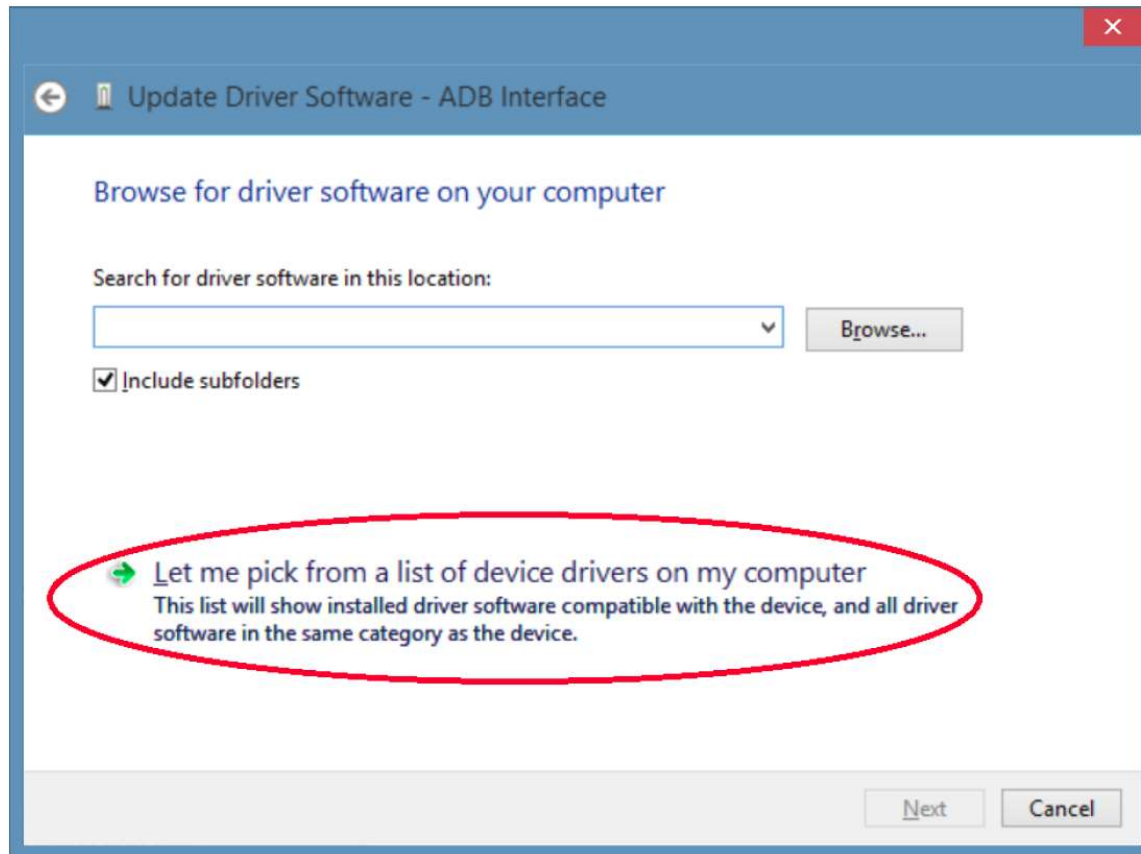 Update Driver Software - ADB Interface
Browse for driver software on your computer
Search for driver software in this location:
Browse...
Include subfolders
Let me pick from a list of device drivers on my computer
This list will show installed driver software compatible with the device, and all driver
software in the same category as the device.
Next
Cancel